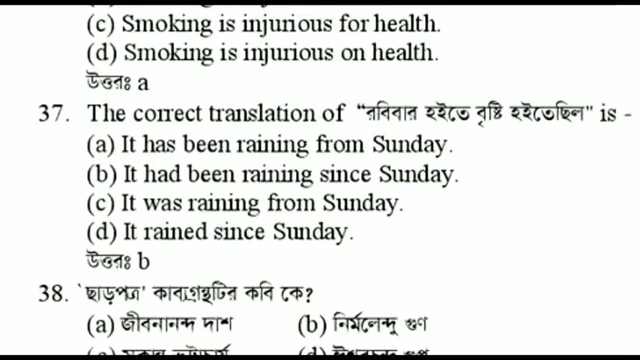 (c) Smoking is injurious for health.
(d) Smoking is injurious on health.
উত্তরঃ a
37. The correct translation of “রবিবার হইতে বৃষ্টি হইতেছিল" is -
(a) It has been raining from Sunday.
(b) It had been raining since Sunday.
(c) It was raining from Sunday.
(d) It rained since Sunday.
উত্তরঃ b
38. `ছাড়পত্র' কাব্যগ্রন্থটির কবি কে?
(a) জীবনানন্দ দাশ (b) নির্মলেন্দু গুণ